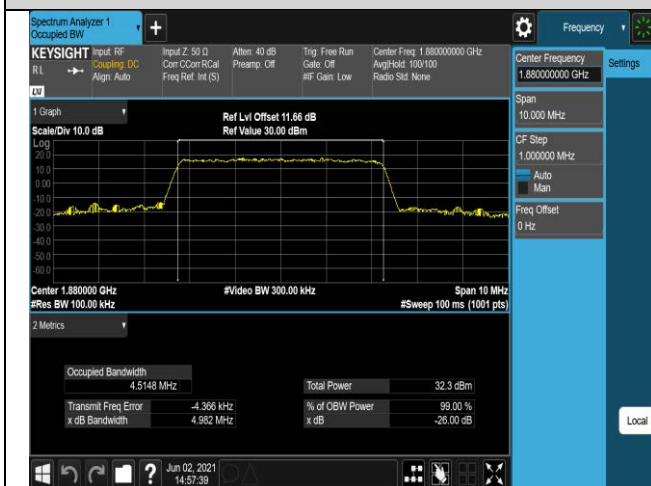 Spectrum Analyzer 1
Occupied BW
Frequency
KEYSIGHT
RL
LXI
Input: RF
Coupling: DC
Align: Auto
Input Z: 50 Ω
Corr CCorr RCal
Freq Ref: Int (S)
Atten: 40 dB
Preamp: Off
Trig: Free Run
Gate: Off
#IF Gain: Low
Center Freq: 1.880000000 GHz
Avg|Hold: 100/100
Radio Std: None
Center Frequency
1.880000000 GHz
Settings
Span
10.000 MHz
CF Step
1.000000 MHz
Auto
Man
Freq Offset
0 Hz
1 Graph
Scale/Div 10.0 dB
Ref Lvl Offset 11.66 dB
Ref Value 30.00 dBm
Log
20.0
10.0
0.00
-10.0
-20.0
-30.0
-40.0
-50.0
-60.0
Center 1.880000 GHz
#Res BW 100.00 kHz
#Video BW 300.00 kHz
Span 10 MHz
#Sweep 100 ms (1001 pts)
2 Metrics
Occupied Bandwidth
4.5148 MHz
Total Power 32.3 dBm
Transmit Freq Error -4.366 kHz
% of OBW Power 99.00 %
x dB Bandwidth 4.982 MHz
x dB -26.00 dB
Local
Jun 02, 2021
14:57:39